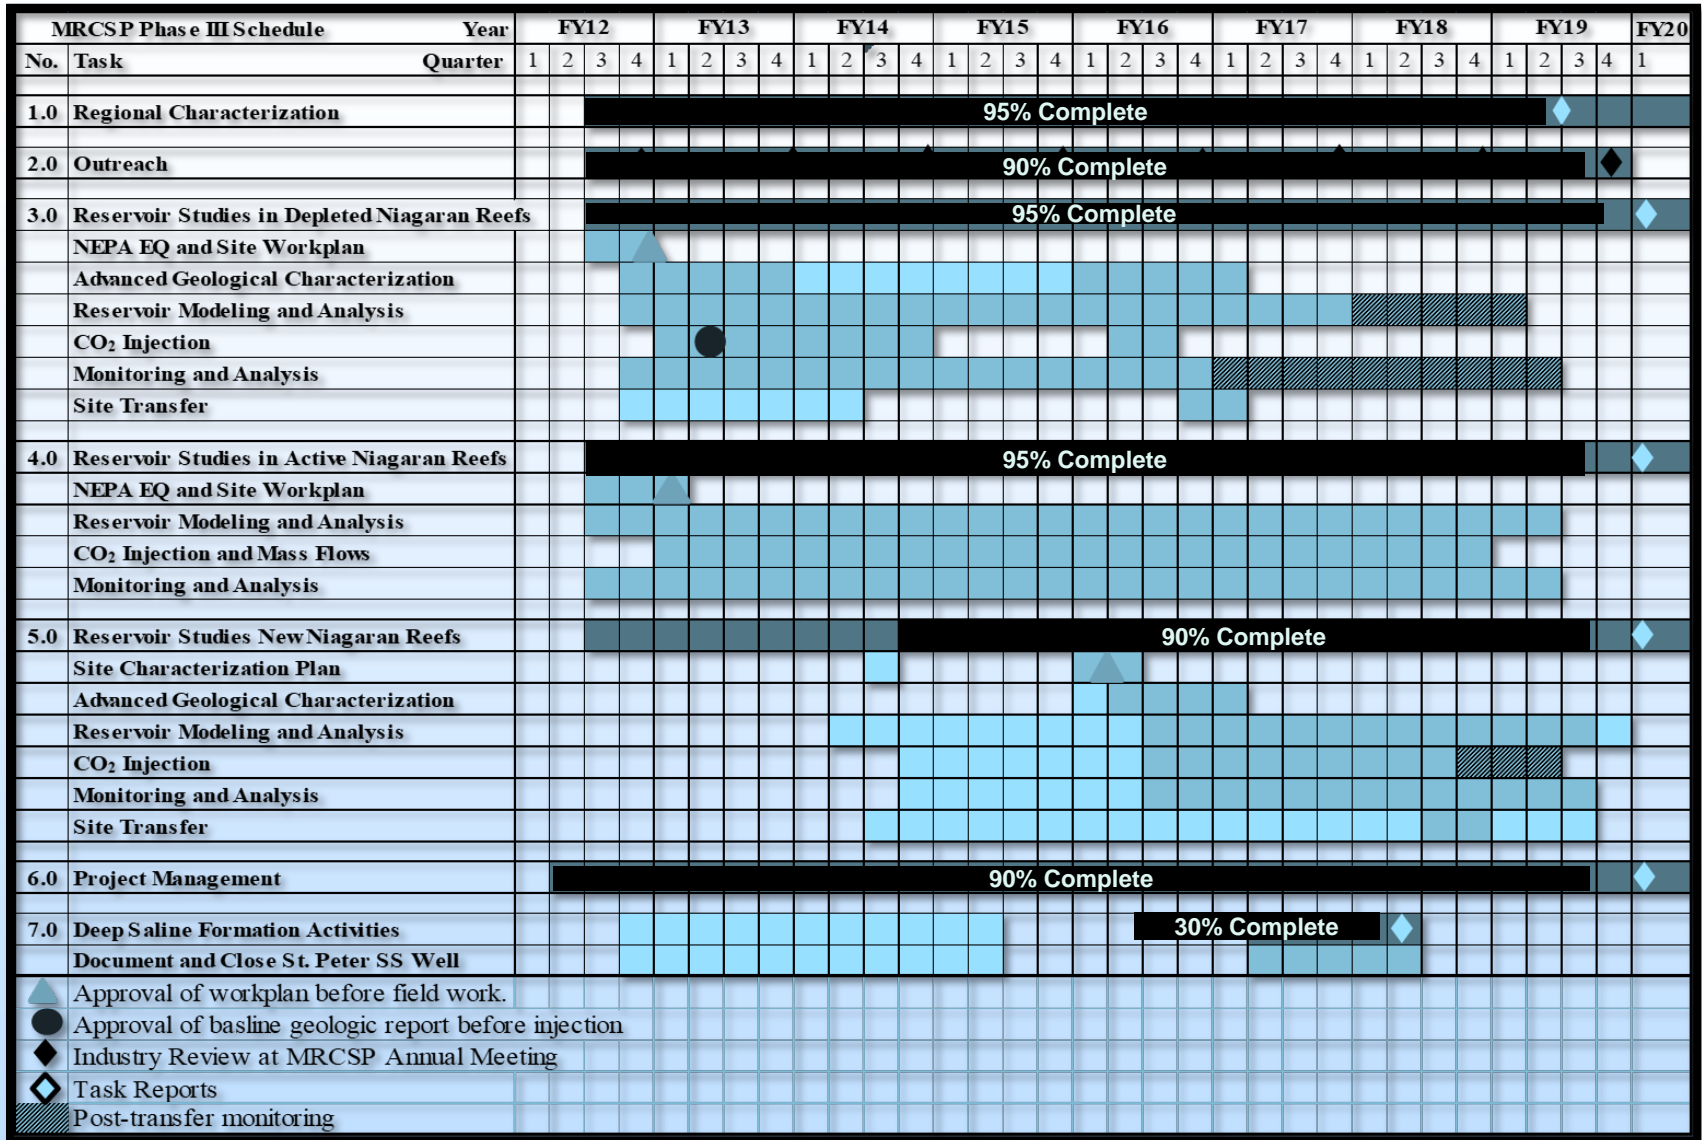 MRCSP Phase III Schedule Year FY12 FY13 FY14 FY15 FY16 FY17 FY18 FY19 FY20
No. Task Quarter 1 2 3 4 1 2 3 4 1 2 3 4 1 2 3 4 1 2 3 4 1 2 3 4 1 2 3 4 1 2 3 4 1
1.0 Regional Characterization 95% Complete
2.0 Outreach 90% Complete
3.0 Reservoir Studies in Depleted Niagaran Reefs 95% Complete
NEPA EQ and Site Workplan
Advanced Geological Characterization
Reservoir Modeling and Analysis
CO₂ Injection
Monitoring and Analysis
Site Transfer
4.0 Reservoir Studies in Active Niagaran Reefs 95% Complete
NEPA EQ and Site Workplan
Reservoir Modeling and Analysis
CO₂ Injection and Mass Flows
Monitoring and Analysis
5.0 Reservoir Studies New Niagaran Reefs 90% Complete
Site Characterization Plan
Advanced Geological Characterization
Reservoir Modeling and Analysis
CO₂ Injection
Monitoring and Analysis
Site Transfer
6.0 Project Management 90% Complete
7.0 Deep Saline Formation Activities 30% Complete
Document and Close St. Peter SS Well
Approval of workplan before field work.
Approval of basline geologic report before injection
Industry Review at MRCSP Annual Meeting
Task Reports
Post-transfer monitoring